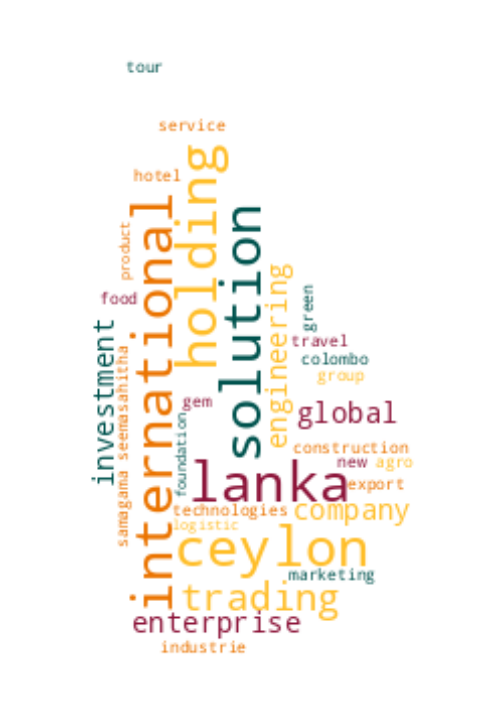 tour
service
holding
hotel
international
solution
product
engineering
green
food
investment
travel
samagama seemasahitha
colombo
group
gem
global
foundation
construction
lanka
new
agro
export
technologies
company
logistic
ceylon
marketing
trading
enterprise
industrie